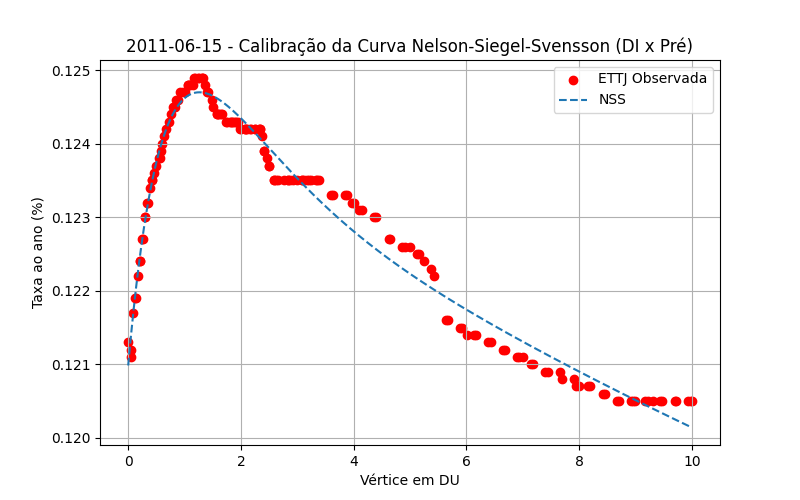 2011-06-15 - Calibração da Curva Nelson-Siegel-Svensson (DI x Pré)
ETTJ Observada
NSS
Taxa ao ano (%)
0.125
0.124
0.123
0.122
0.121
0.120
0 2 4 6 8 10
Vértice em DU